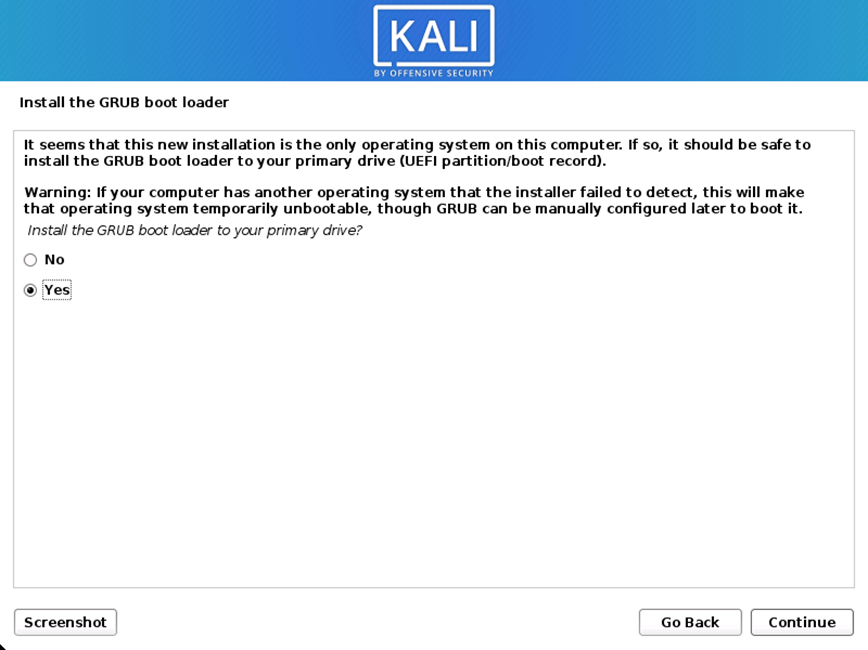 KALI
BY OFFENSIVE SECURITY
Install the GRUB boot loader
It seems that this new installation is the only operating system on this computer. If so, it should be safe to
install the GRUB boot loader to your primary drive (UEFI partition/boot record).
Warning: If your computer has another operating system that the installer failed to detect, this will make
that operating system temporarily unbootable, though GRUB can be manually configured later to boot it.
Install the GRUB boot loader to your primary drive?
No
Yes
Screenshot
Go Back
Continue